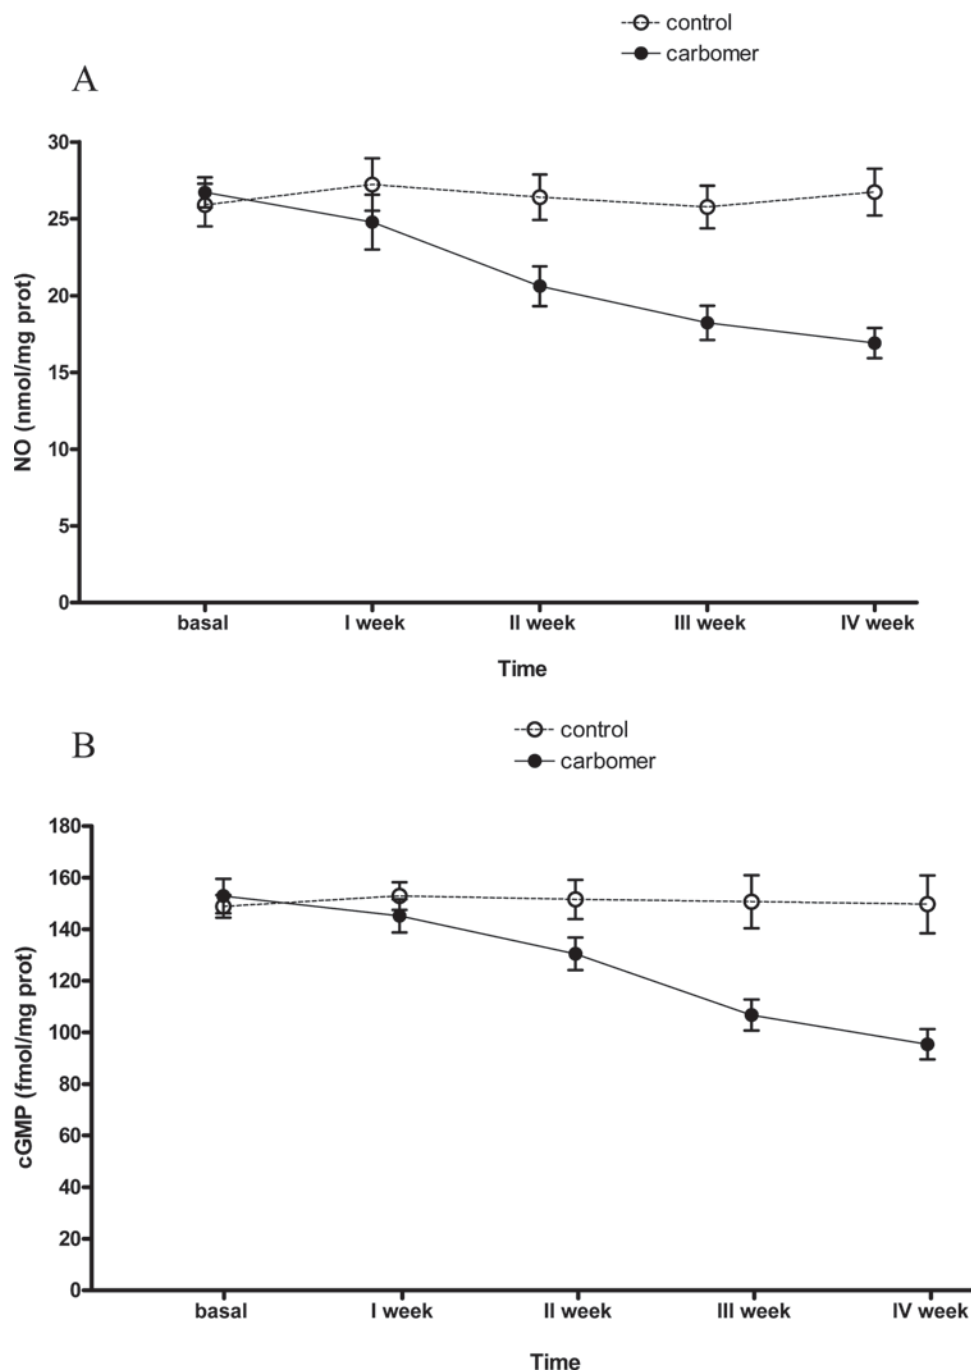 control
carbomer
A
30
25
20
15
10
5
0
NO (nmol/mg prot)
basal I week II week III week IV week
Time
control
carbomer
B
180
160
140
120
100
80
60
40
20
0
cGMP (fmol/mg prot)
basal I week II week III week IV week
Time